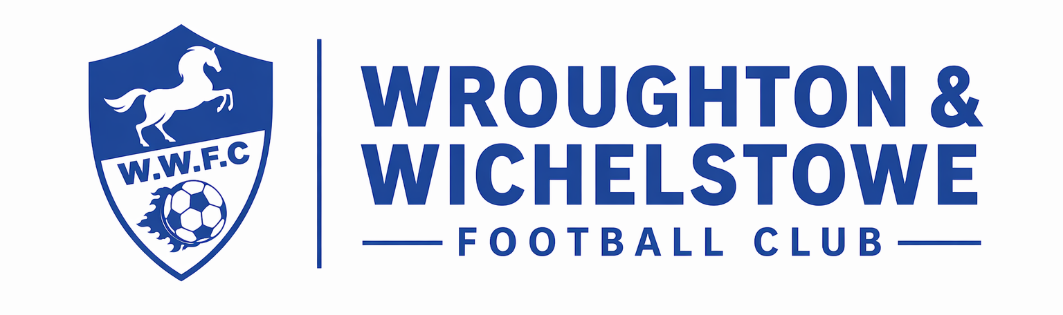 W.W.F.C
WROUGHTON &
WICHELSTOWE
FOOTBALL CLUB